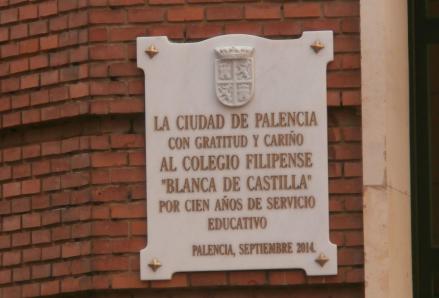 LA CIUDAD DE PALENCIA
CON GRATITUD Y CARIÑO
AL COLEGIO FILIPENSE
"BLANCA DE CASTILLA"
POR CIEN AÑOS DE SERVICIO
EDUCATIVO
PALENCIA, SEPTIEMBRE 2014.